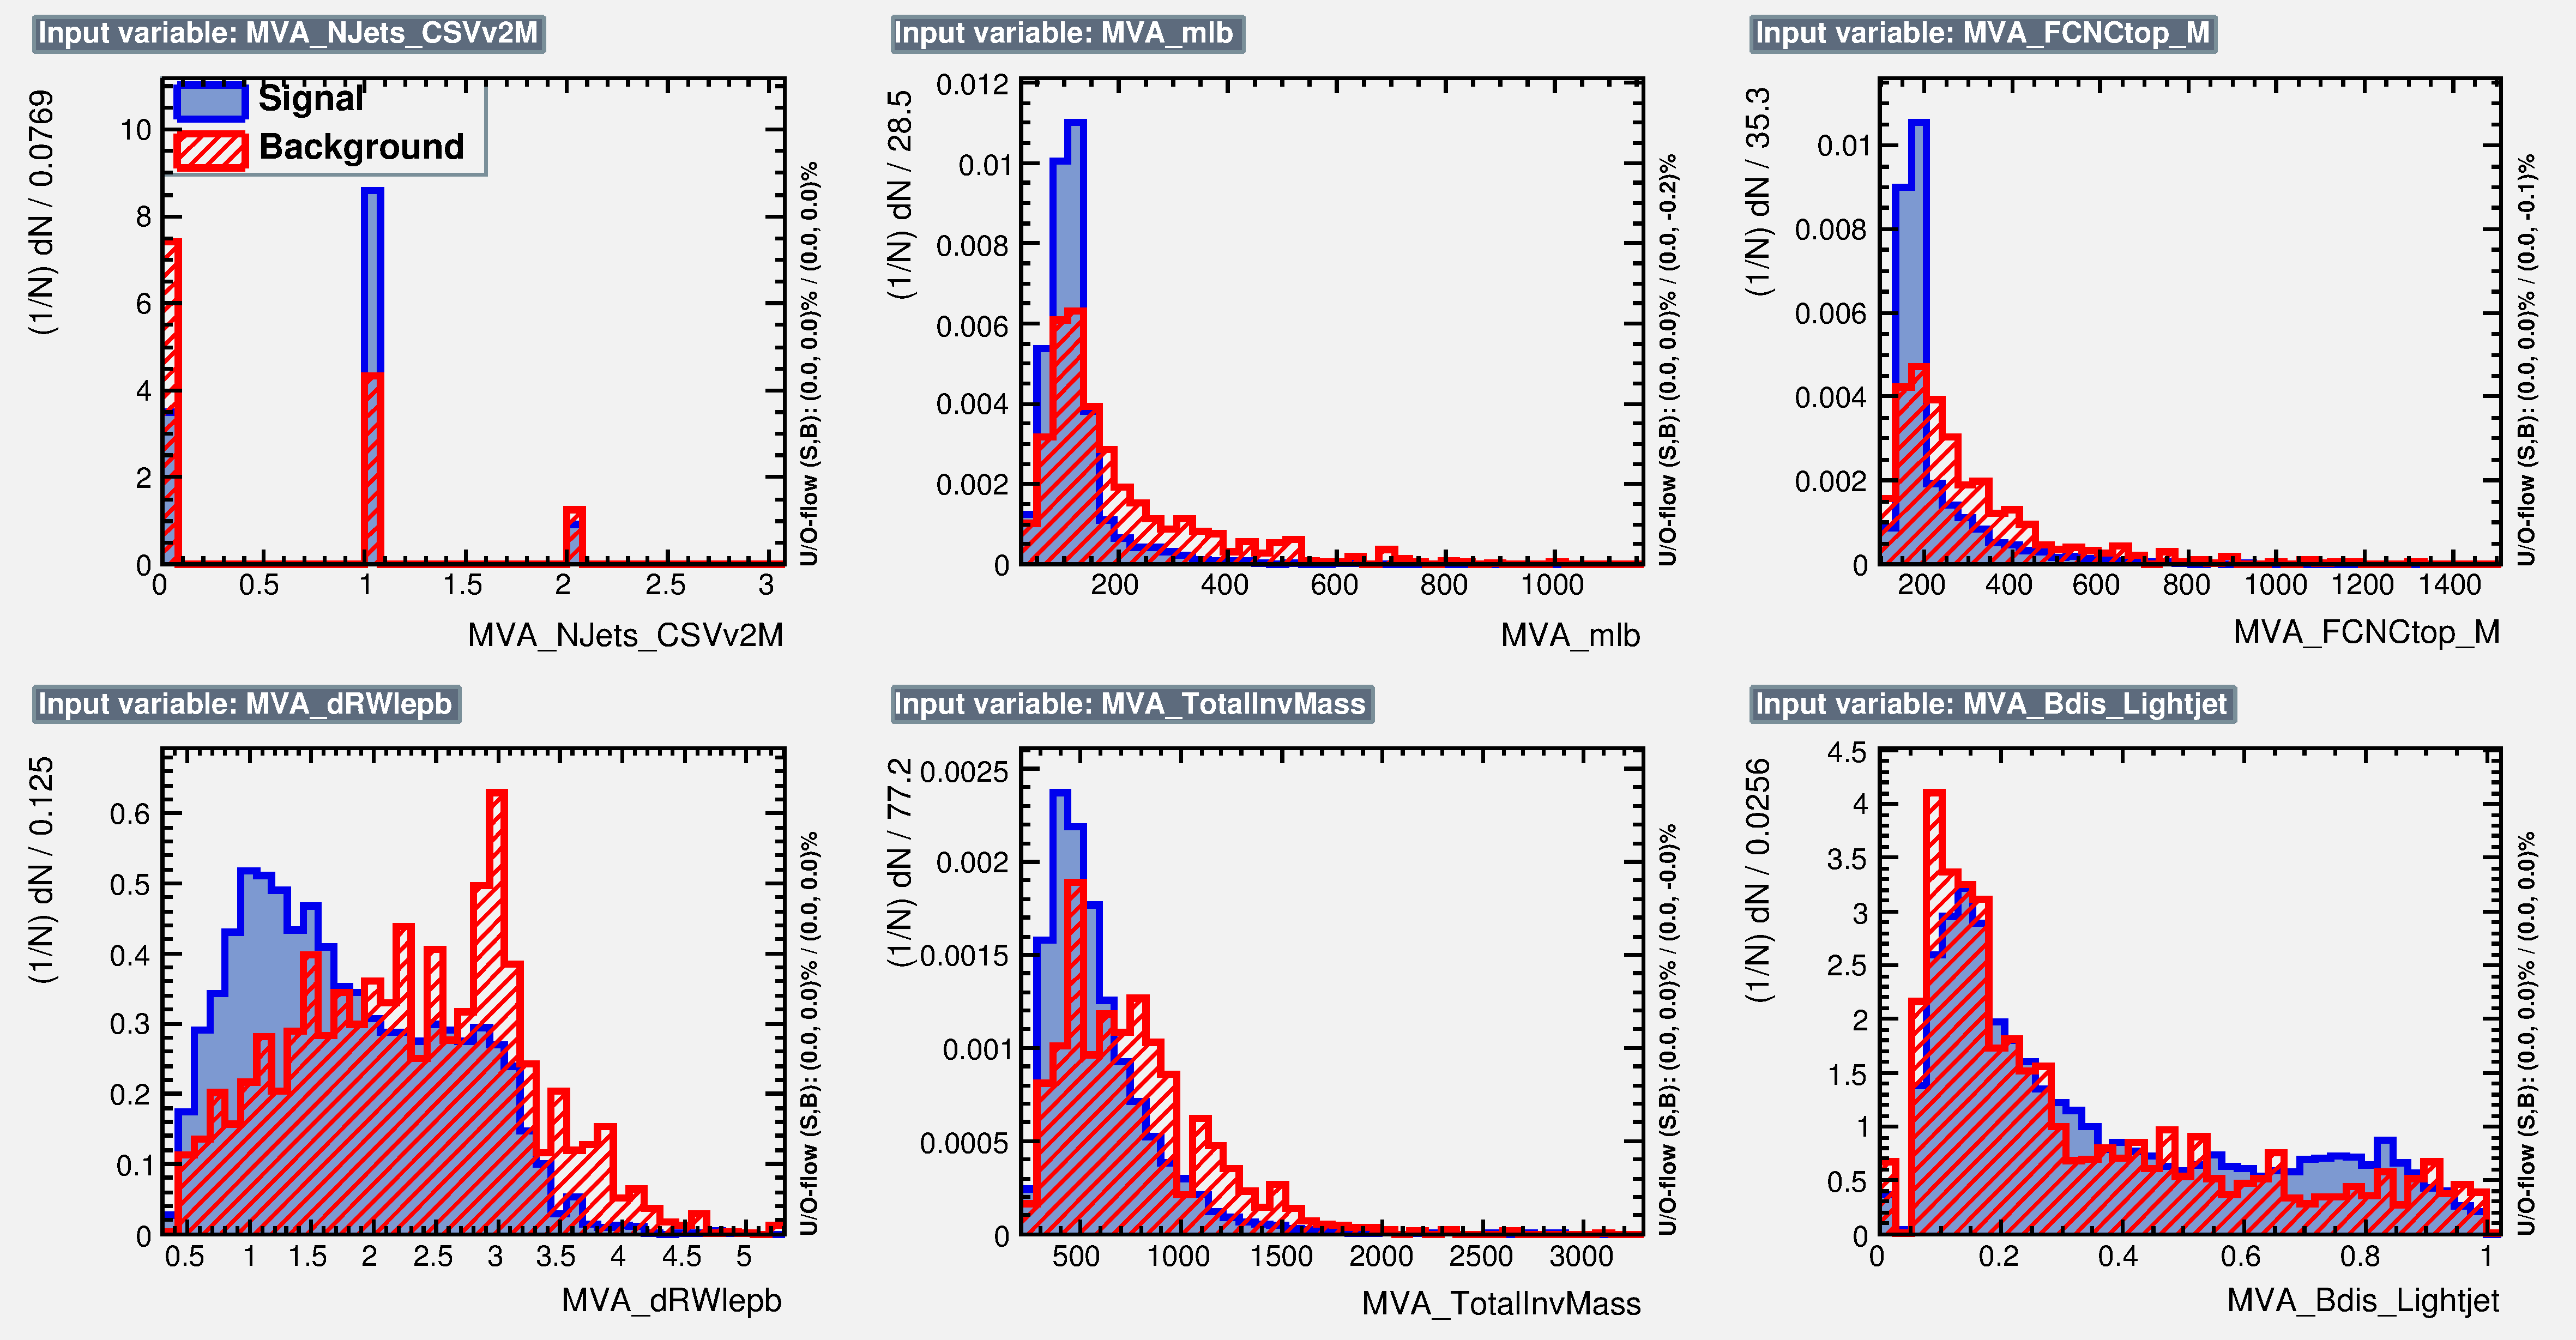 Input variable: MVA_NJets_CSVv2M
(1/N) dN / 0.0769
Signal
Background
10
8
6
4
2
0
0 0.5 1 1.5 2 2.5 3
MVA_NJets_CSVv2M
U/O-flow (S,B): (0.0, 0.0)% / (0.0, 0.0)%
Input variable: MVA_mlb
(1/N) dN / 28.5
0.012
0.01
0.008
0.006
0.004
0.002
0
200 400 600 800 1000
MVA_mlb
U/O-flow (S,B): (0.0, 0.0)% / (0.0, -0.2)%
Input variable: MVA_FCNCtop_M
(1/N) dN / 35.3
0.01
0.008
0.006
0.004
0.002
0
200 400 600 800 1000 1200 1400
MVA_FCNCtop_M
U/O-flow (S,B): (0.0, 0.0)% / (0.0, -0.1)%
Input variable: MVA_dRWlepb
(1/N) dN / 0.125
0.6
0.5
0.4
0.3
0.2
0.1
0
0.5 1 1.5 2 2.5 3 3.5 4 4.5 5
MVA_dRWlepb
U/O-flow (S,B): (0.0, 0.0)% / (0.0, 0.0)%
Input variable: MVA_TotalInvMass
(1/N) dN / 77.2
0.0025
0.002
0.0015
0.001
0.0005
0
500 1000 1500 2000 2500 3000
MVA_TotalInvMass
U/O-flow (S,B): (0.0, 0.0)% / (0.0, -0.0)%
Input variable: MVA_Bdis_Lightjet
(1/N) dN / 0.0256
4.5
4
3.5
3
2.5
2
1.5
1
0.5
0
0 0.2 0.4 0.6 0.8 1
MVA_Bdis_Lightjet
U/O-flow (S,B): (0.0, 0.0)% / (0.0, 0.0)%